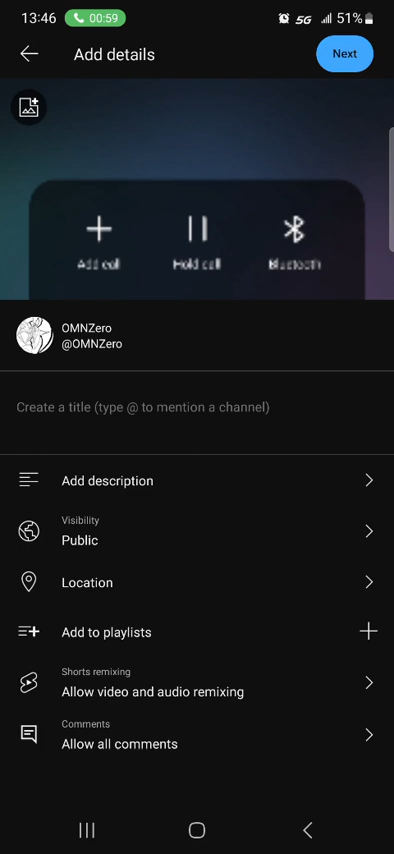 13:46 00:59 5G 51%
Add details Next
Add call Hold call Bluetooth
OMNZero
@OMNZero
Create a title (type @ to mention a channel)
Add description
Visibility
Public
Location
Add to playlists
Shorts remixing
Allow video and audio remixing
Comments
Allow all comments